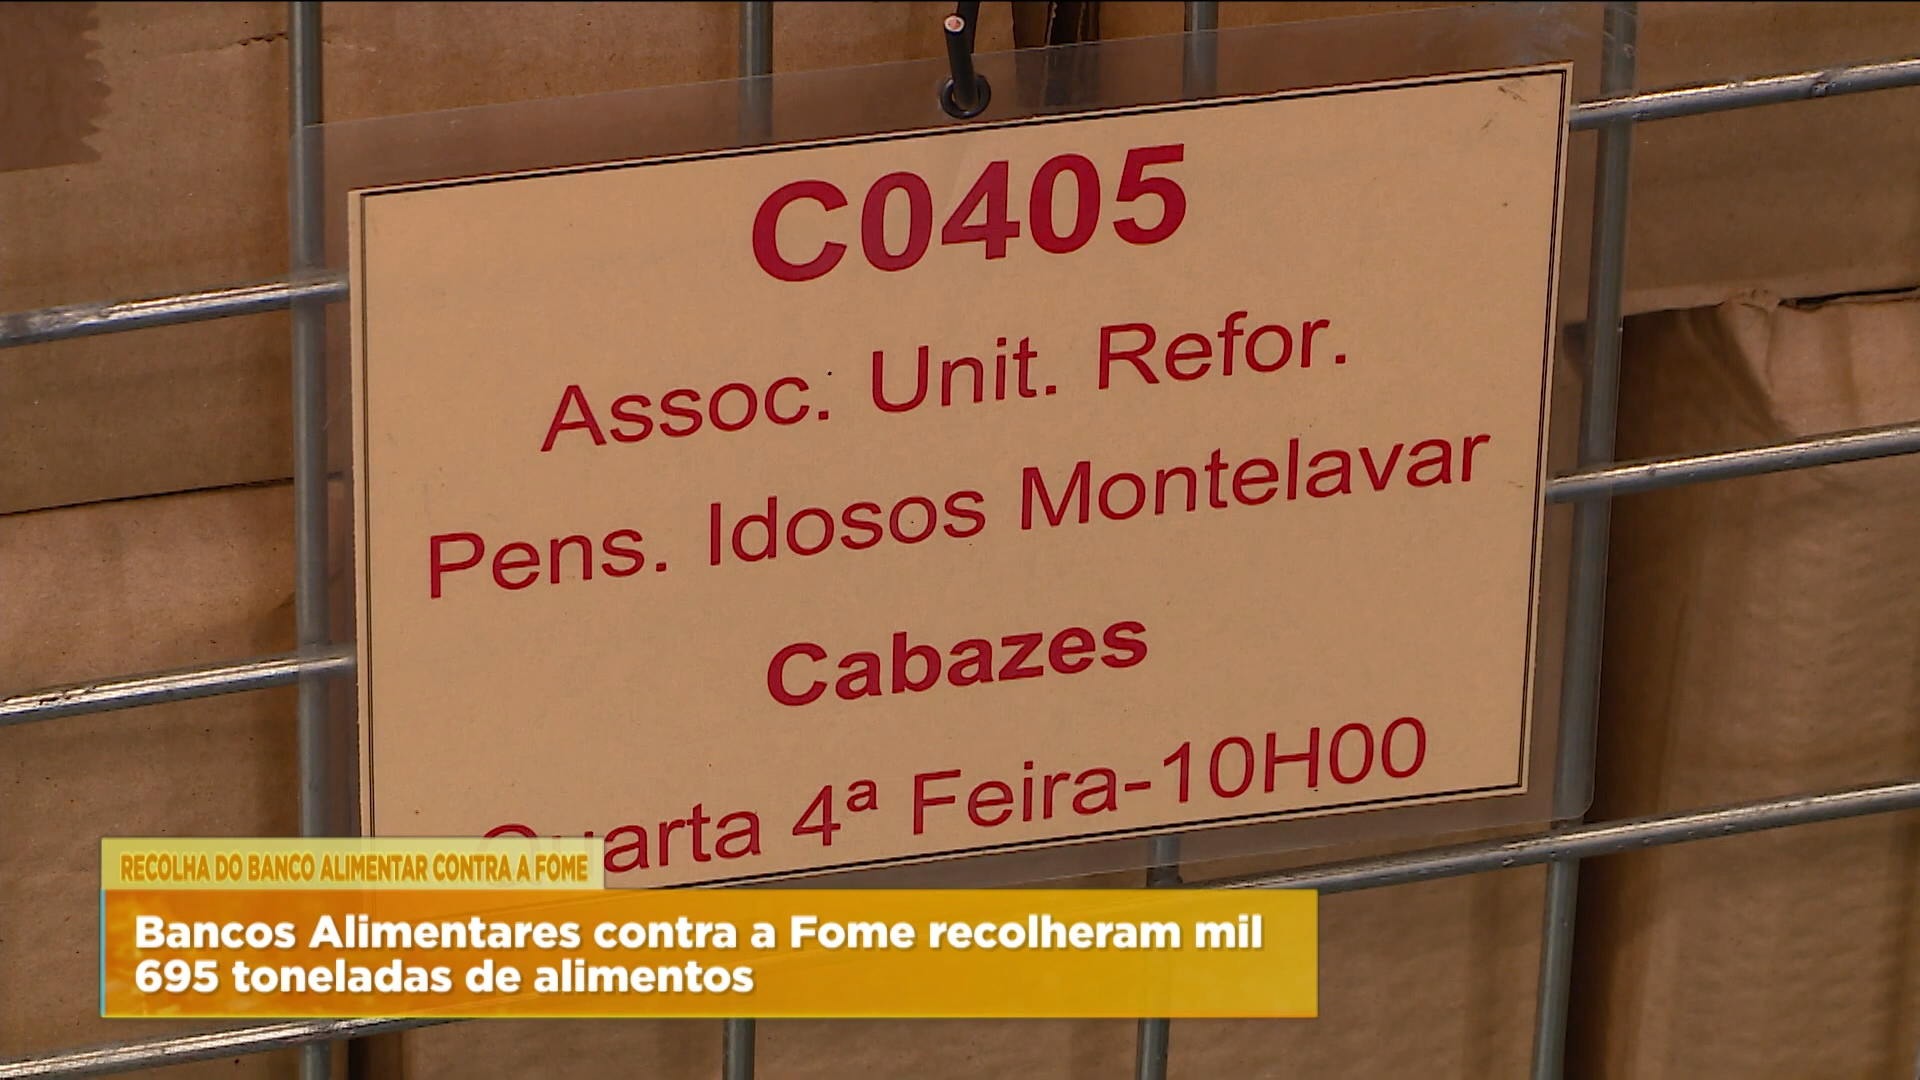 C0405
Assoc. Unit. Refor.
Pens. Idosos Montelavar
Cabazes
Quarta 4ª Feira-10H00
RECOLHA DO BANCO ALIMENTAR CONTRA A FOME
Bancos Alimentares contra a Fome recolheram mil
695 toneladas de alimentos